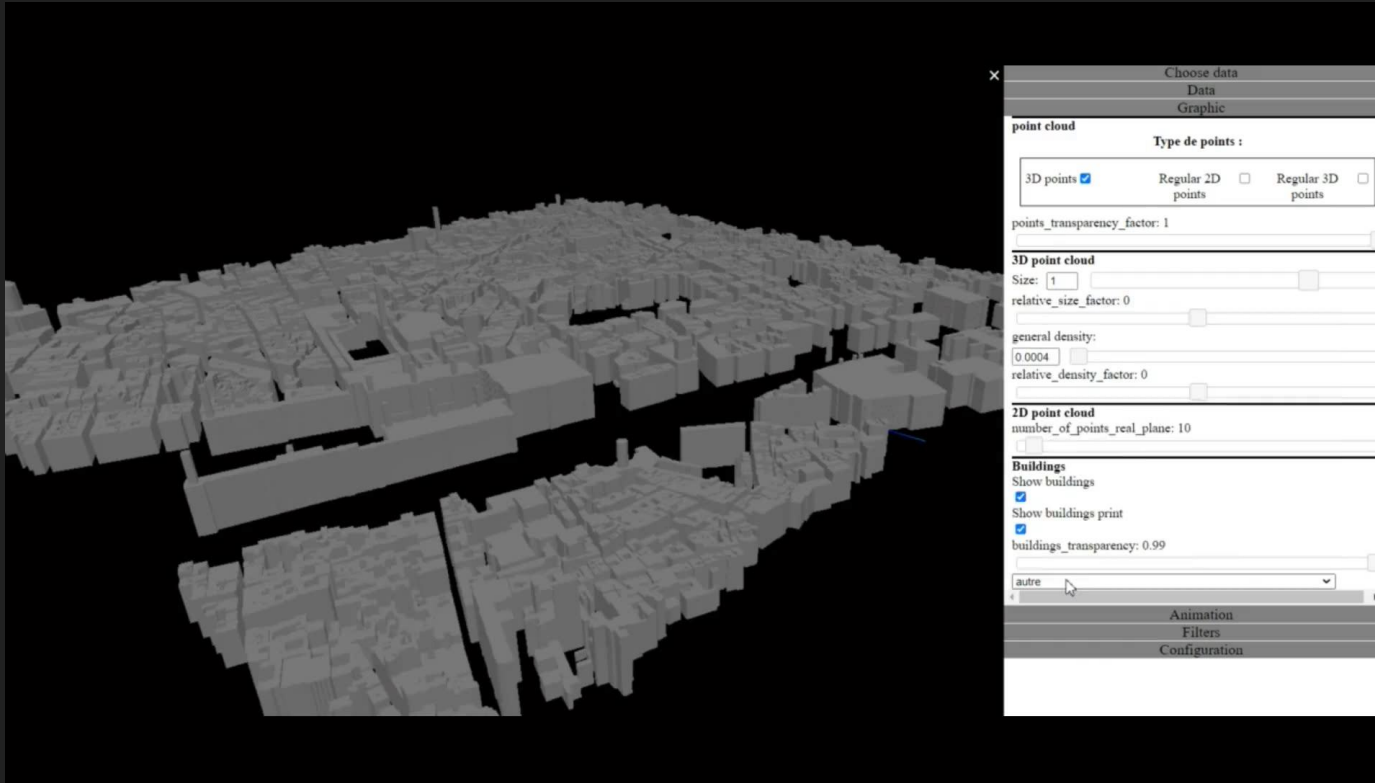 ×
Choose data
Data
Graphic
point cloud
Type de points :
3D points
Regular 2D
points
Regular 3D
points
points_transparency_factor: 1
3D point cloud
Size: 1
relative_size_factor: 0
general density:
0.0004
relative_density_factor: 0
2D point cloud
number_of_points_real_plane: 10
Buildings
Show buildings
Show buildings print
buildings_transparency: 0.99
autre
Animation
Filters
Configuration